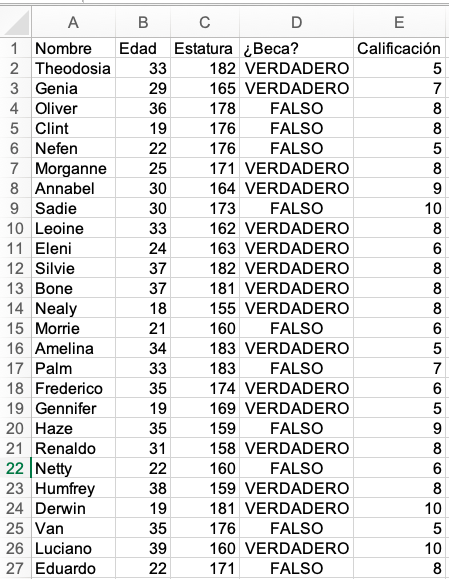 A B C D E
1 Nombre Edad Estatura ¿Beca? Calificación
2 Theodosia 33 182 VERDADERO 5
3 Genia 29 165 VERDADERO 7
4 Oliver 36 178 FALSO 8
5 Clint 19 176 FALSO 8
6 Nefen 22 176 FALSO 5
7 Morganne 25 171 VERDADERO 8
8 Annabel 30 164 VERDADERO 9
9 Sadie 30 173 FALSO 10
10 Leoine 33 162 VERDADERO 8
11 Eleni 24 163 VERDADERO 6
12 Silvie 37 182 VERDADERO 8
13 Bone 37 181 VERDADERO 8
14 Nealy 18 155 VERDADERO 8
15 Morrie 21 160 FALSO 6
16 Amelina 34 183 VERDADERO 5
17 Palm 33 183 FALSO 7
18 Frederico 35 174 VERDADERO 6
19 Gennifer 19 169 VERDADERO 5
20 Haze 35 159 FALSO 9
21 Renaldo 31 158 VERDADERO 8
22 Netty 22 160 FALSO 6
23 Humfrey 38 159 VERDADERO 8
24 Derwin 19 181 VERDADERO 10
25 Van 35 176 FALSO 5
26 Luciano 39 160 VERDADERO 10
27 Eduardo 22 171 FALSO 8